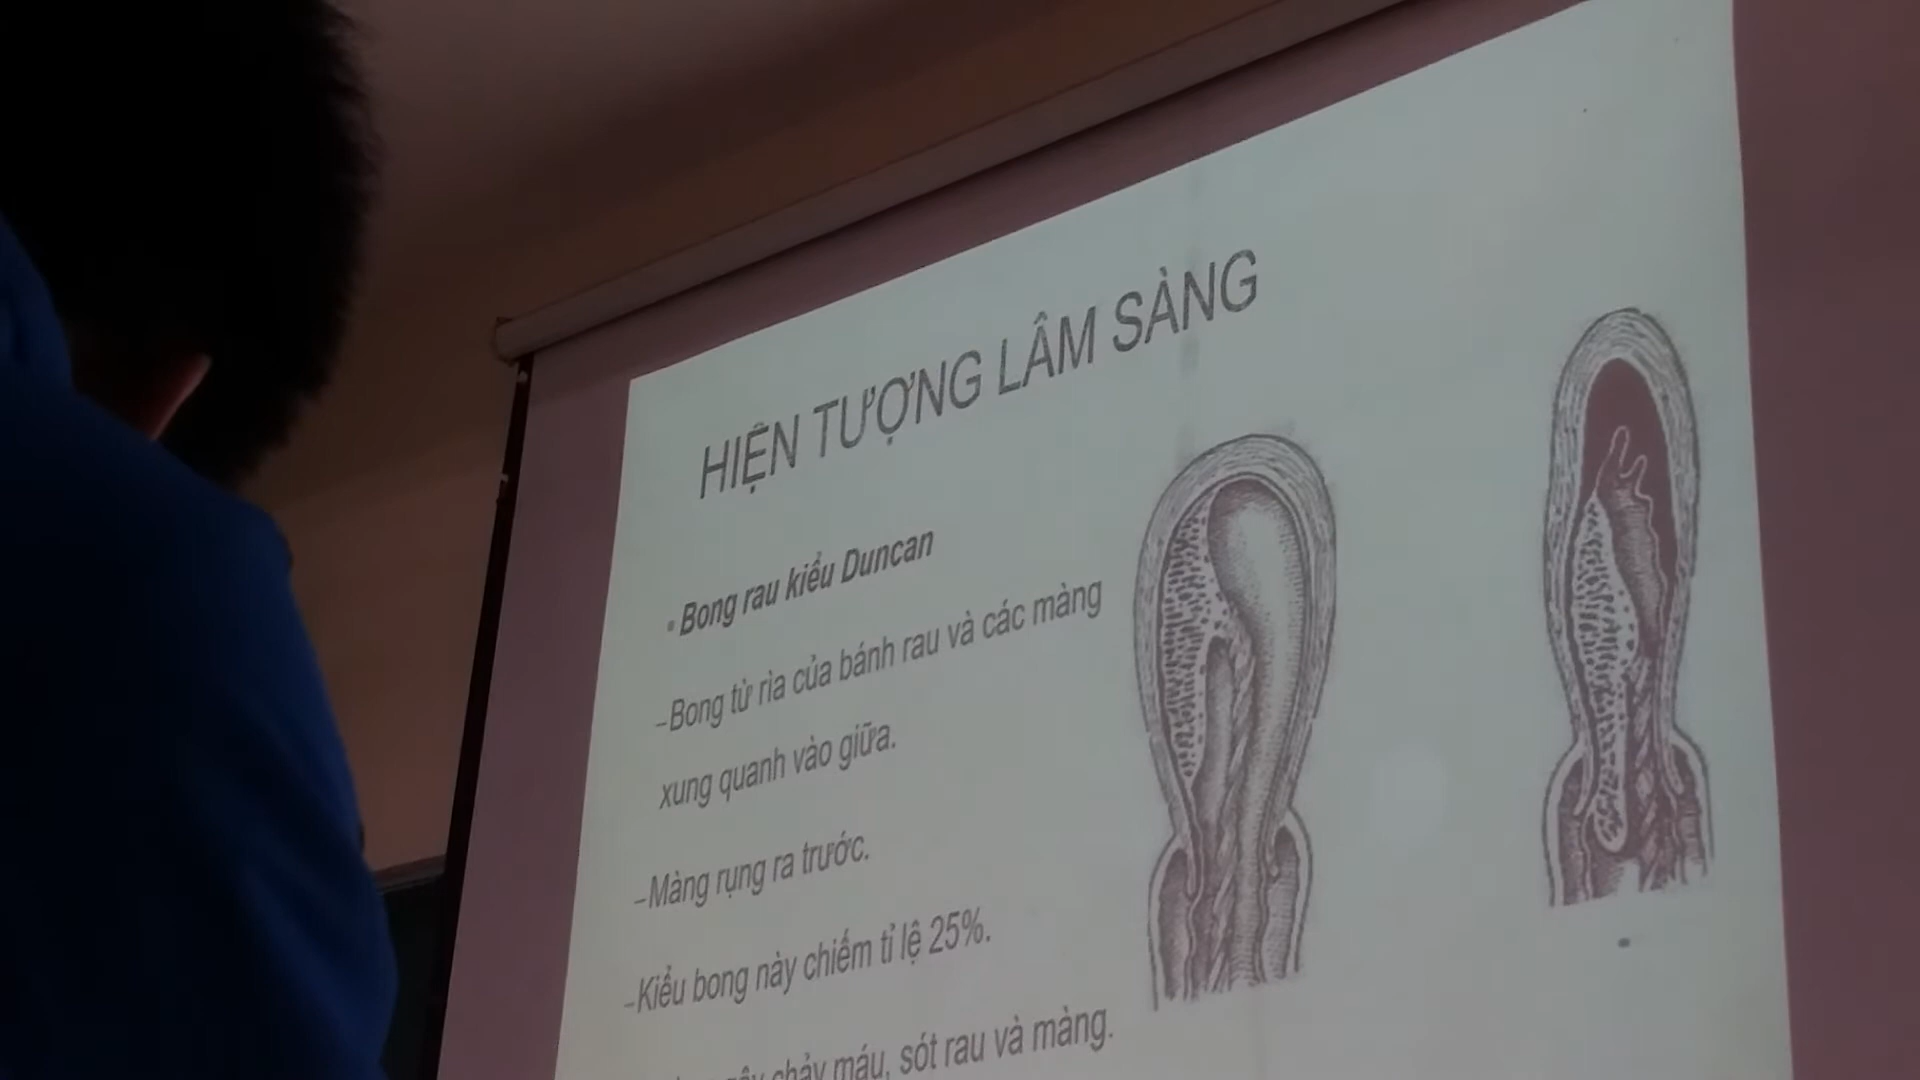 HIỆN TƯỢNG LÂM SÀNG
• Bong rau kiểu Duncan
–Bong từ rìa của bánh rau và các màng
xung quanh vào giữa.
–Màng rụng ra trước.
–Kiểu bong này chiếm tỉ lệ 25%.
chảy máu, sót rau và màng.